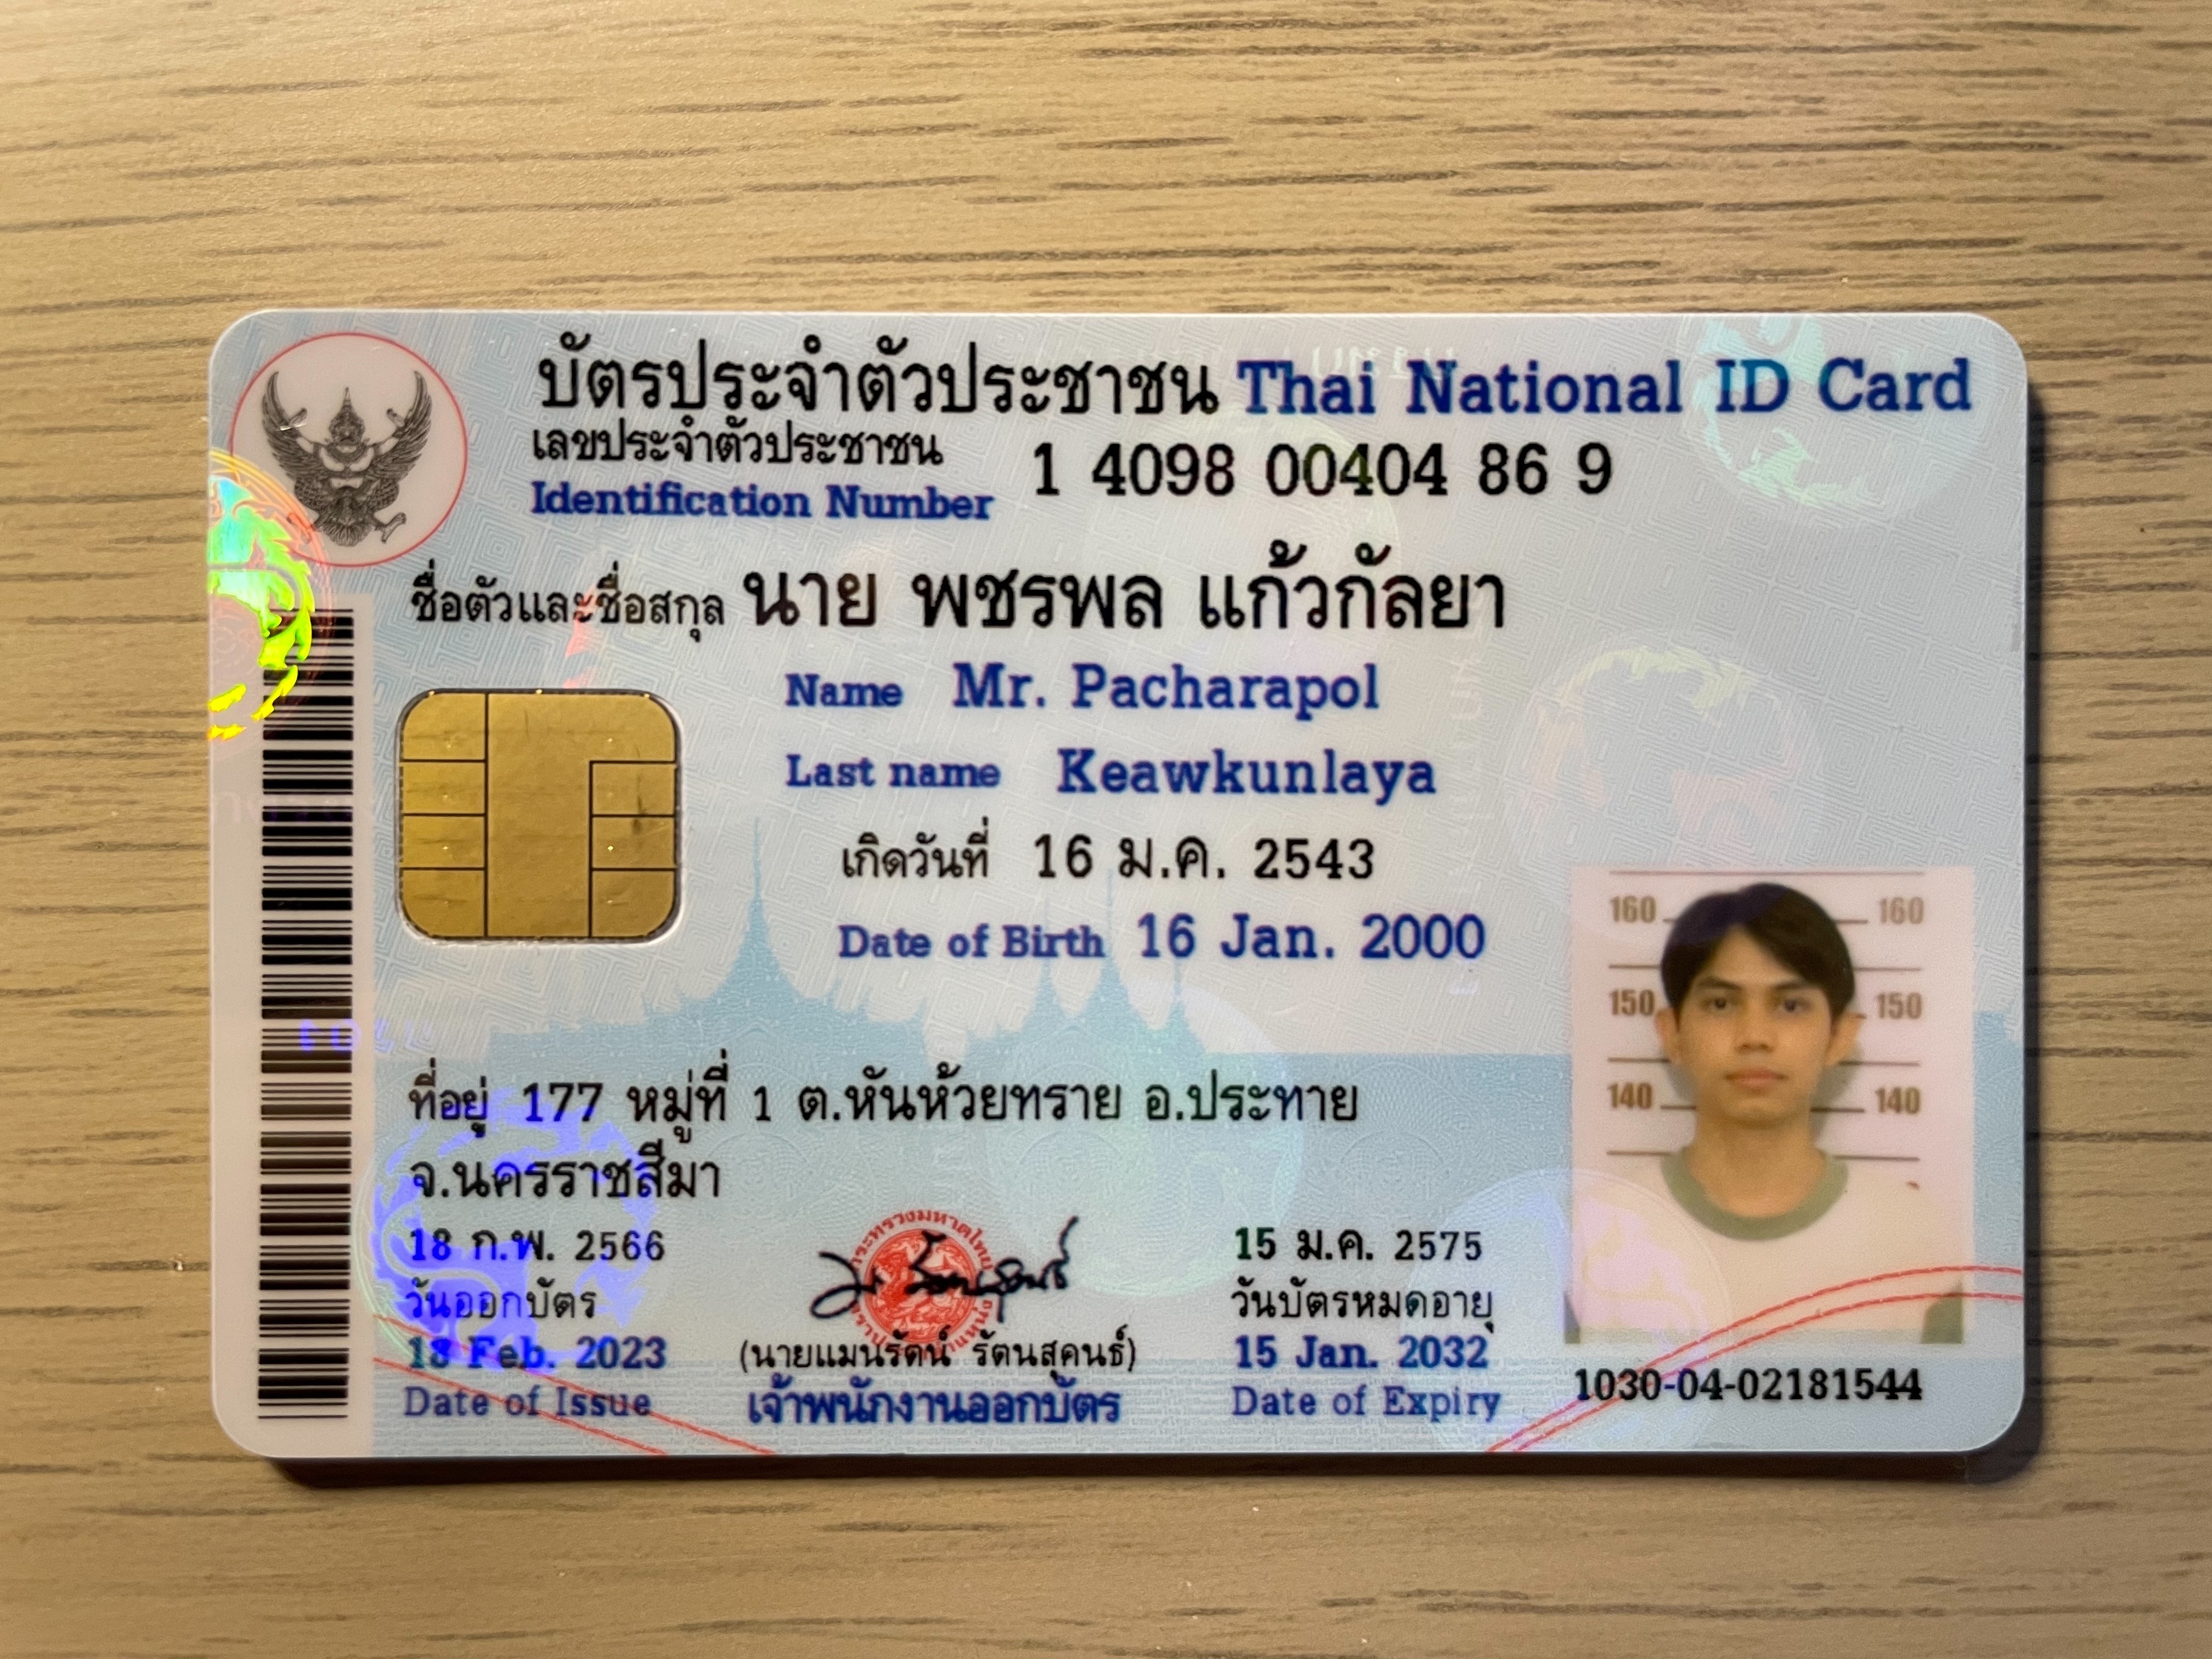 บัตรประจำตัวประชาชน Thai National ID Card
เลขประจำตัวประชาชน 1 4098 00404 86 9
Identification Number
ชื่อตัวและชื่อสกุล นาย พชรพล แก้วกัลยา
Name Mr. Pacharapol
Last name Keawkunlaya
เกิดวันที่ 16 ม.ค. 2543
Date of Birth 16 Jan. 2000
ที่อยู่ 177 หมู่ที่ 1 ต.หันห้วยทราย อ.ประทาย
จ.นครราชสีมา
18 ก.พ. 2566
วันออกบัตร
18 Feb. 2023
Date of Issue
(นายแมนรัตน์ รัตนสุคนธ์)
เจ้าพนักงานออกบัตร
15 ม.ค. 2575
วันบัตรหมดอายุ
15 Jan. 2032
Date of Expiry
160 160
150 150
140 140
1030-04-02181544